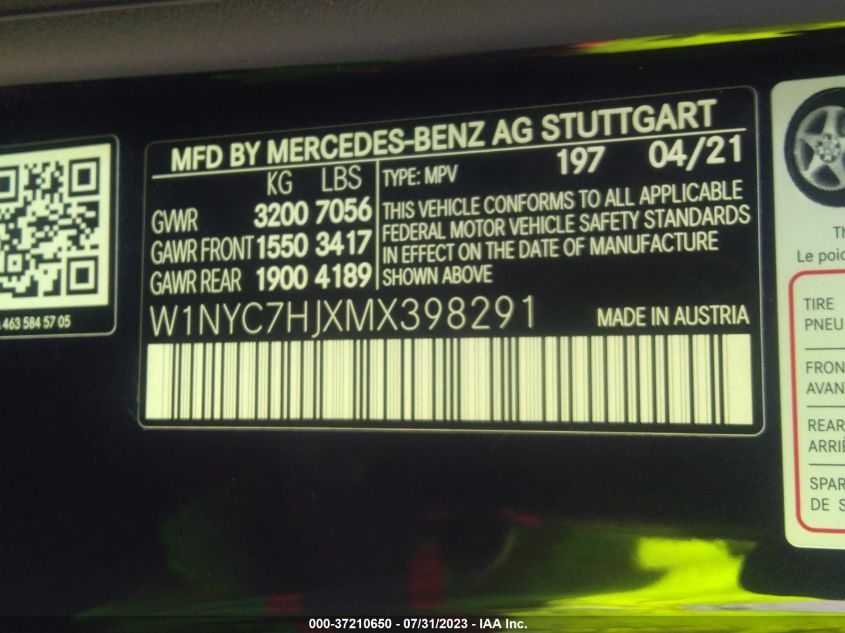 MFD BY MERCEDES-BENZ AG STUTTGART
KG LBS
GVWR 3200 7056
GAWR FRONT 1550 3417
GAWR REAR 1900 4189
TYPE: MPV 197 04/21
THIS VEHICLE CONFORMS TO ALL APPLICABLE
FEDERAL MOTOR VEHICLE SAFETY STANDARDS
IN EFFECT ON THE DATE OF MANUFACTURE
SHOWN ABOVE
W1NYC7HJXMX398291 MADE IN AUSTRIA
463 584 57 05
Th
Le poid
TIRE
PNEU
FRON
AVAN
REAR
ARRIÈ
SPAR
DE S
000-37210650 - 07/31/2023 - IAA Inc.